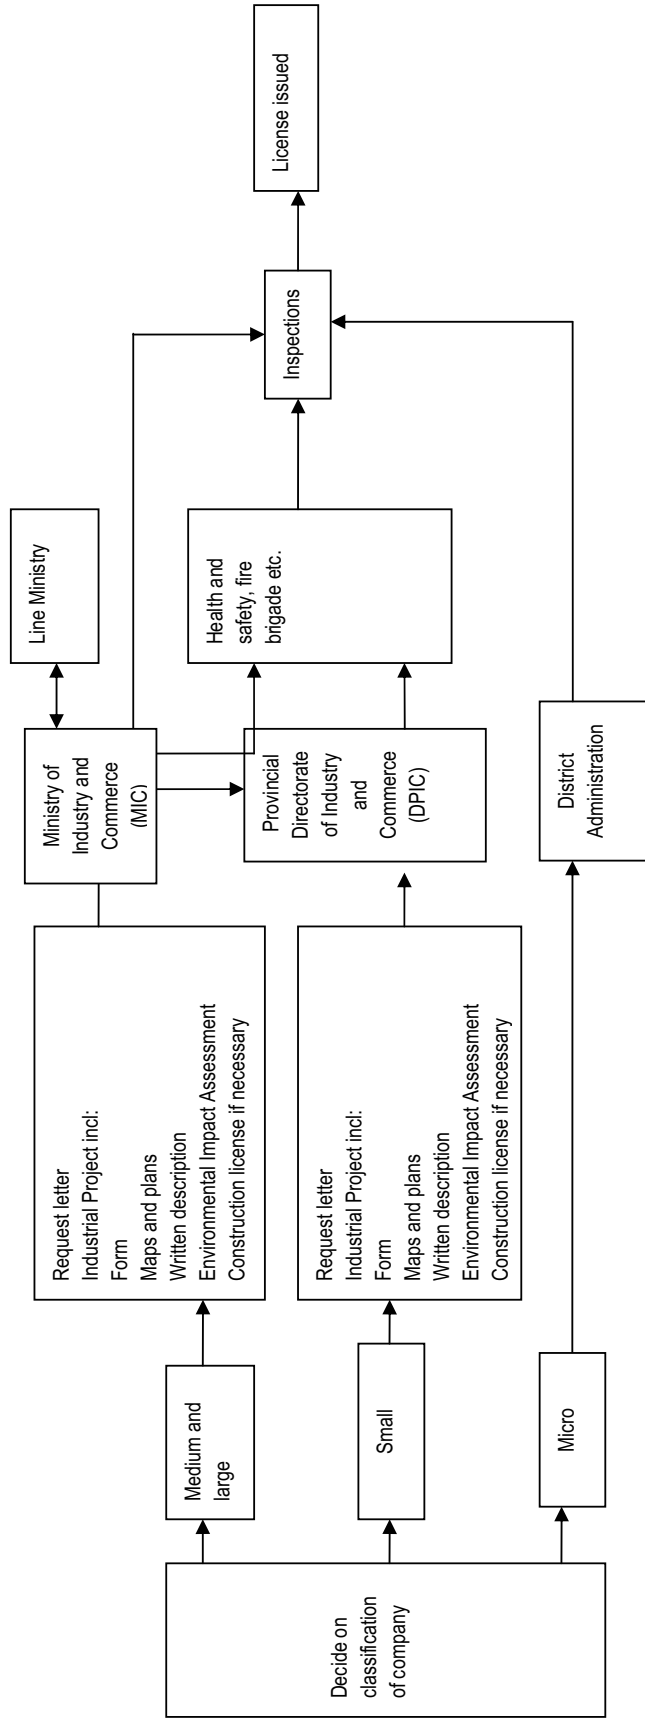 Decide on
classification
of company
Medium and
large
Small
Micro
Request letter
Industrial Project incl:
Form
Maps and plans
Written description
Environmental Impact Assessment
Construction license if necessary
Request letter
Industrial Project incl:
Form
Maps and plans
Written description
Environmental Impact Assessment
Construction license if necessary
Ministry of
Industry and
Commerce
(MIC)
Line Ministry
Provincial
Directorate
of Industry
and
Commerce
(DPIC)
District
Administration
Health and
safety, fire
brigade etc.
Inspections
License issued